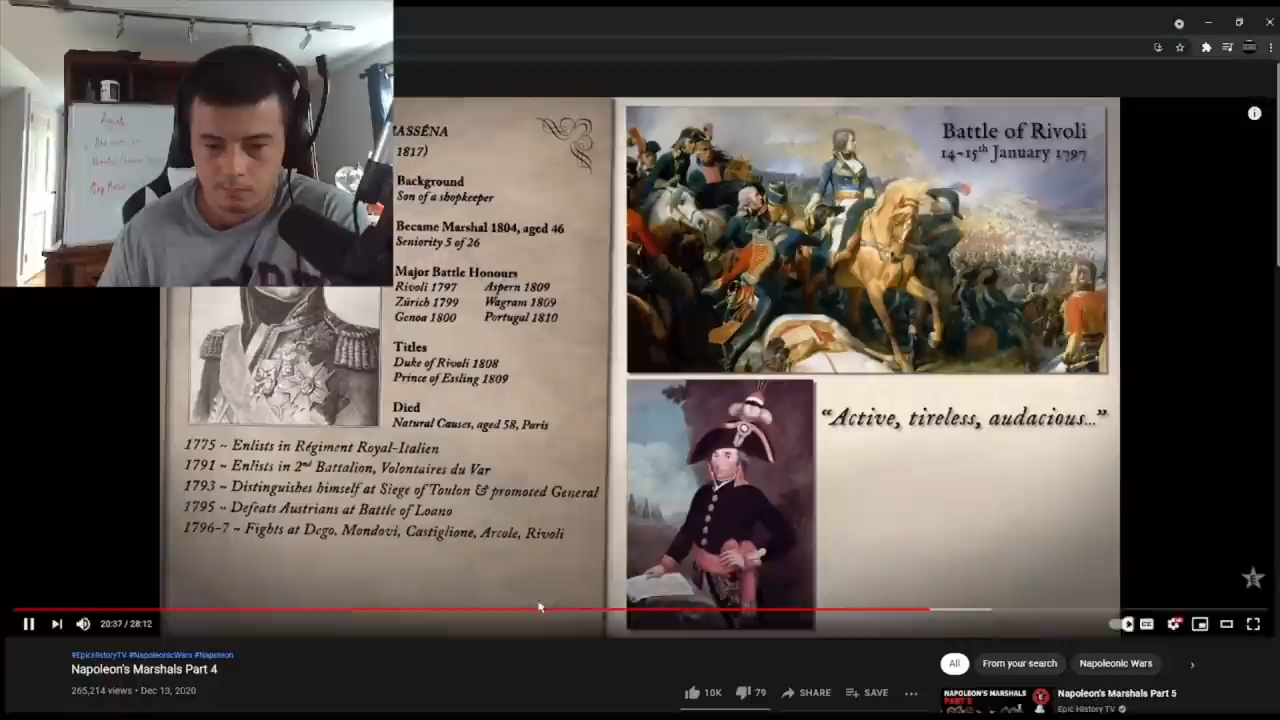 ASSÉNA
1817)
Background
Son of a shopkeeper
Became Marshal 1804, aged 46
Seniority 5 of 26
Major Battle Honours
Rivoli 1797 Aspern 1809
Zürich 1799 Wagram 1809
Genoa 1800 Portugal 1810
Titles
Duke of Rivoli 1808
Prince of Essling 1809
Died
Natural Causes, aged 58, Paris
1775 ~ Enlists in Régiment Royal-Italien
1791 ~ Enlists in 2nd Battalion, Volontaires du Var
1793 ~ Distinguishes himself at Siege of Toulon & promoted General
1795 ~ Defeats Austrians at Battle of Loano
1796-7 ~ Fights at Dego, Mondovi, Castiglione, Arcole, Rivoli
Battle of Rivoli
14-15th January 1797
“Active, tireless, audacious...”
20:37 / 28:12
CC
#EpicHistoryTV #NapoleonicWars #Napoleon
Napoleon's Marshals Part 4
265,214 views • Dec 13, 2020
10K 79 SHARE SAVE
All From your search Napoleonic Wars
NAPOLEON'S MARSHALS
Napoleon's Marshals Part 5
Epic History TV